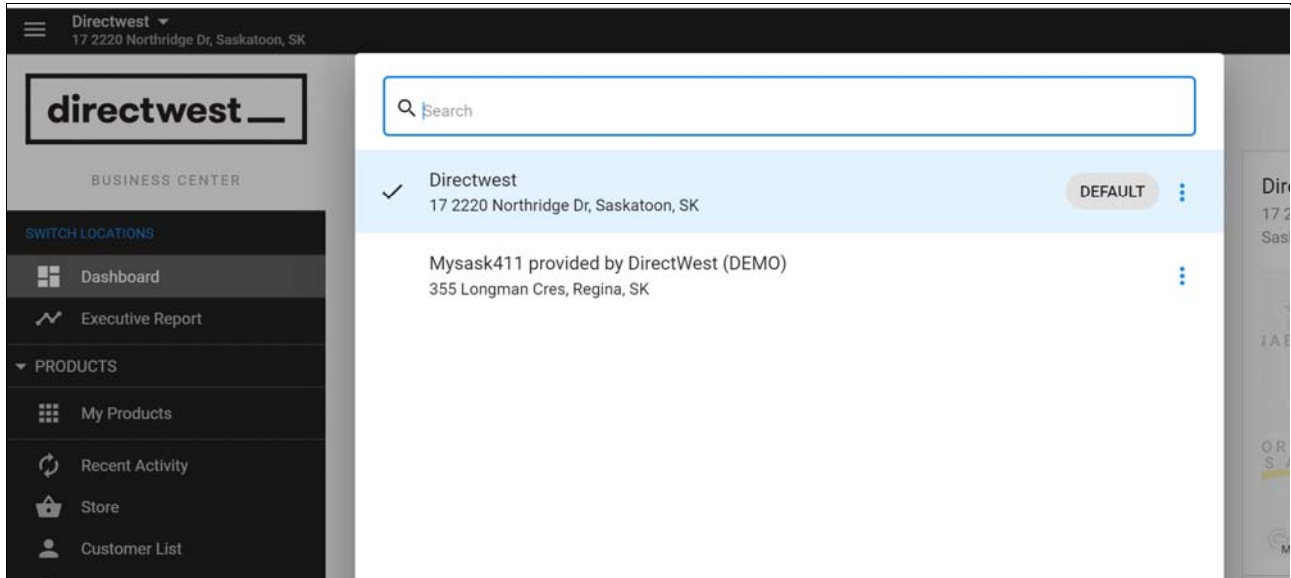 Directwest
17 2220 Northridge Dr, Saskatoon, SK
directwest_
BUSINESS CENTER
SWITCH LOCATIONS
Dashboard
Executive Report
PRODUCTS
My Products
Recent Activity
Store
Customer List
Search
Directwest
17 2220 Northridge Dr, Saskatoon, SK
DEFAULT
Mysask411 provided by DirectWest (DEMO)
355 Longman Cres, Regina, SK